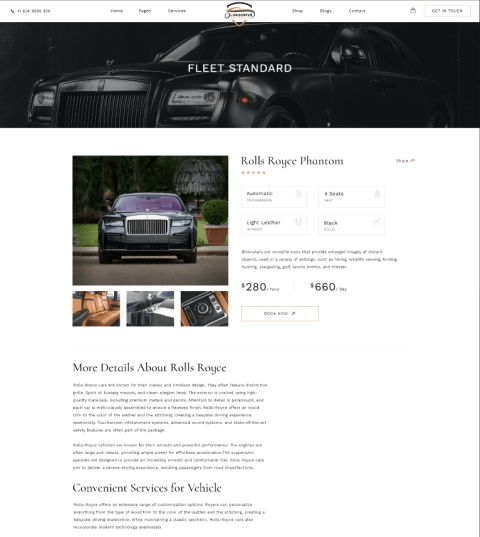 Home Pages Services
Shop Blogs Contact
GET IN TOUCH
FLEET STANDARD
Rolls Royce Phantom
Share
Automatic
TRANSMISSION
4 Seats
SEAT
Light Leather
INTERIOR
Black
COLOR
Binoculars are versatile tools that provide enlarged images of distant
objects, used in a variety of settings, such as hiking, wildlife viewing, birding,
hunting, stargazing, golf, sports events, and theater.
$280/ hour
$660/ day
BOOK NOW
More Details About Rolls Royce
Rolls-Royce cars are known for their classic and timeless design. They often feature distinctive
grille, Spirit of Ecstasy mascot, and clean, elegant lines. The exterior is crafted using high-
quality materials, including premium metals and paints. Attention to detail is paramount, and
each car is meticulously assembled to ensure a flawless finish. Rolls-Royce offers an wood
trim to the color of the leather and the stitching, creating a bespoke driving experience.
seamlessly. Touchscreen infotainment systems, advanced sound systems, and state-of-the-art
safety features are often part of the package.
Rolls-Royce vehicles are known for their smooth and powerful performance. The engines are
often large and robust, providing ample power for effortless acceleration.The suspension
systems are designed to provide an incredibly smooth and comfortable ride. Rolls-Royce cars
aim to deliver a serene driving experience, isolating passengers from road imperfections.
Convenient Services for Vehicle
Rolls-Royce offers an extensive range of customization options. Buyers can personalize
everything from the type of wood trim to the color of the leather and the stitching, creating a
bespoke driving experience. While maintaining a classic aesthetic, Rolls-Royce cars also
incorporate modern technology seamlessly.